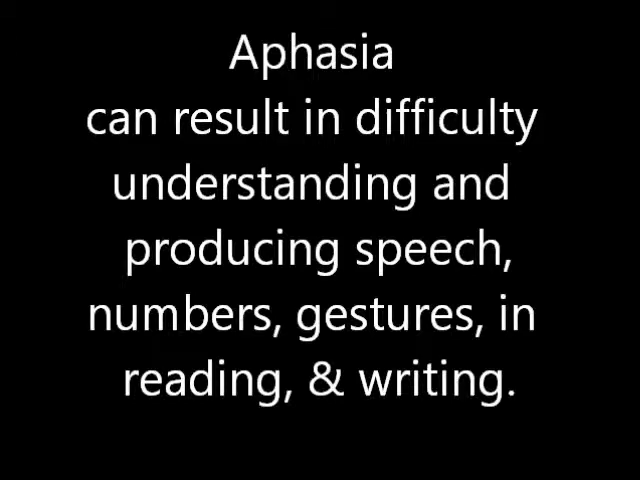 Aphasia
can result in difficulty
understanding and
producing speech,
numbers, gestures, in
reading, & writing.